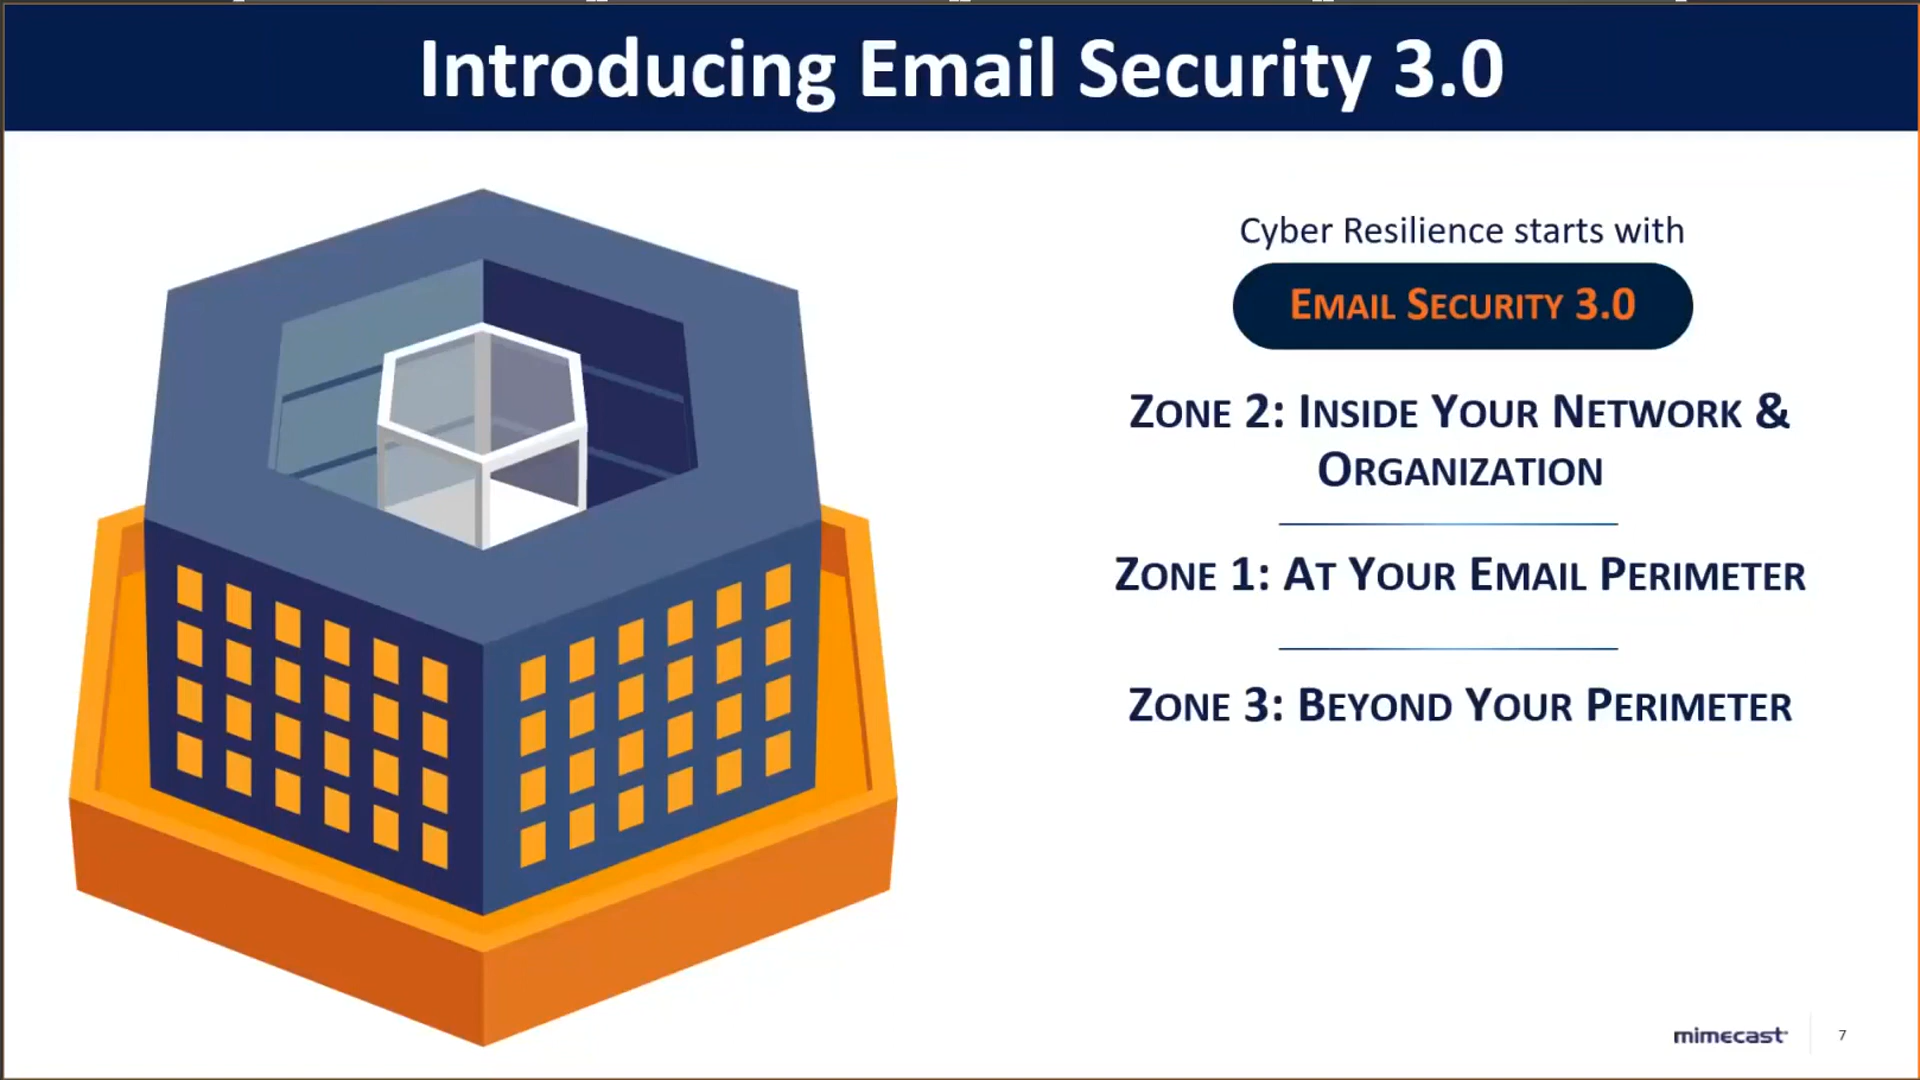 Introducing Email Security 3.0
Cyber Resilience starts with
EMAIL SECURITY 3.0
ZONE 2: INSIDE YOUR NETWORK &
ORGANIZATION
ZONE 1: AT YOUR EMAIL PERIMETER
ZONE 3: BEYOND YOUR PERIMETER
mimecast
7